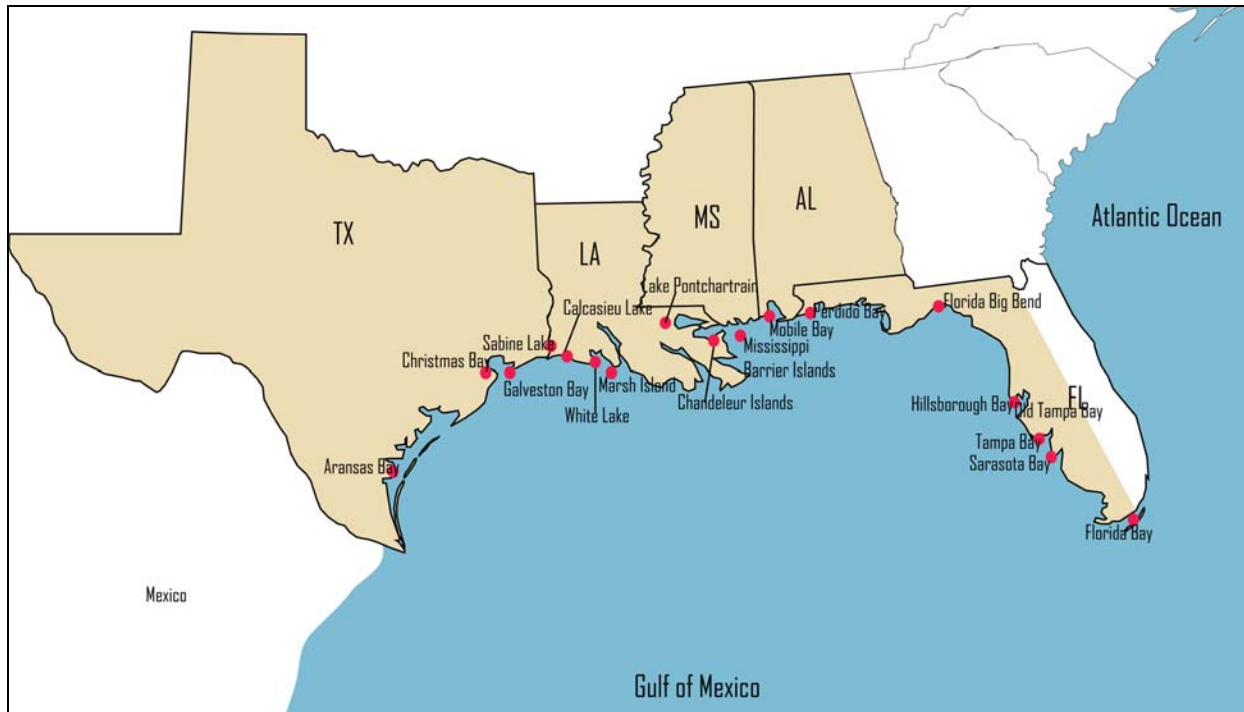 Atlantic Ocean
TX
MS
AL
LA
Lake Pontchartrain
Calcasieu Lake
Florida Big Bend
Perdido Bay
Mobile Bay
Sabine Lake
Mississippi
Barrier Islands
Christmas Bay
Galveston Bay
Marsh Island
White Lake
Chandeleur Islands
FL
Hillsborough Bay
Old Tampa Bay
Tampa Bay
Sarasota Bay
Aransas Bay
Florida Bay
Mexico
Gulf of Mexico